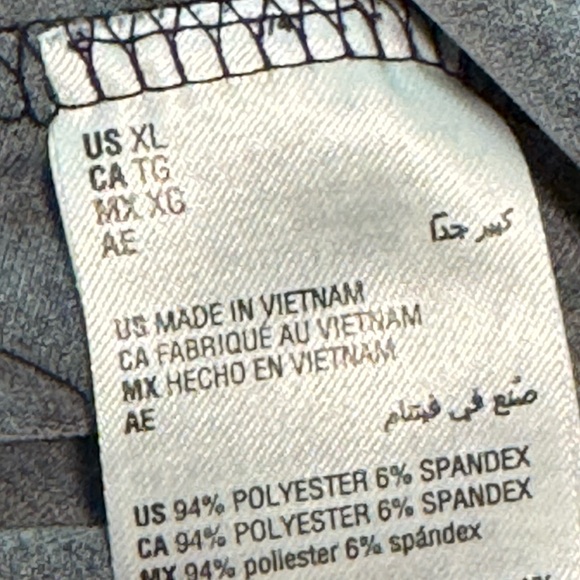 US XL
CA TG
MX XG
AE كبير جدًا
US MADE IN VIETNAM
CA FABRIQUÉ AU VIETNAM
MX HECHO EN VIETNAM
AE صُنع في فيتنام
US 94% POLYESTER 6% SPANDEX
CA 94% POLYESTER 6% SPANDEX
MX 94% poliester 6% spándex